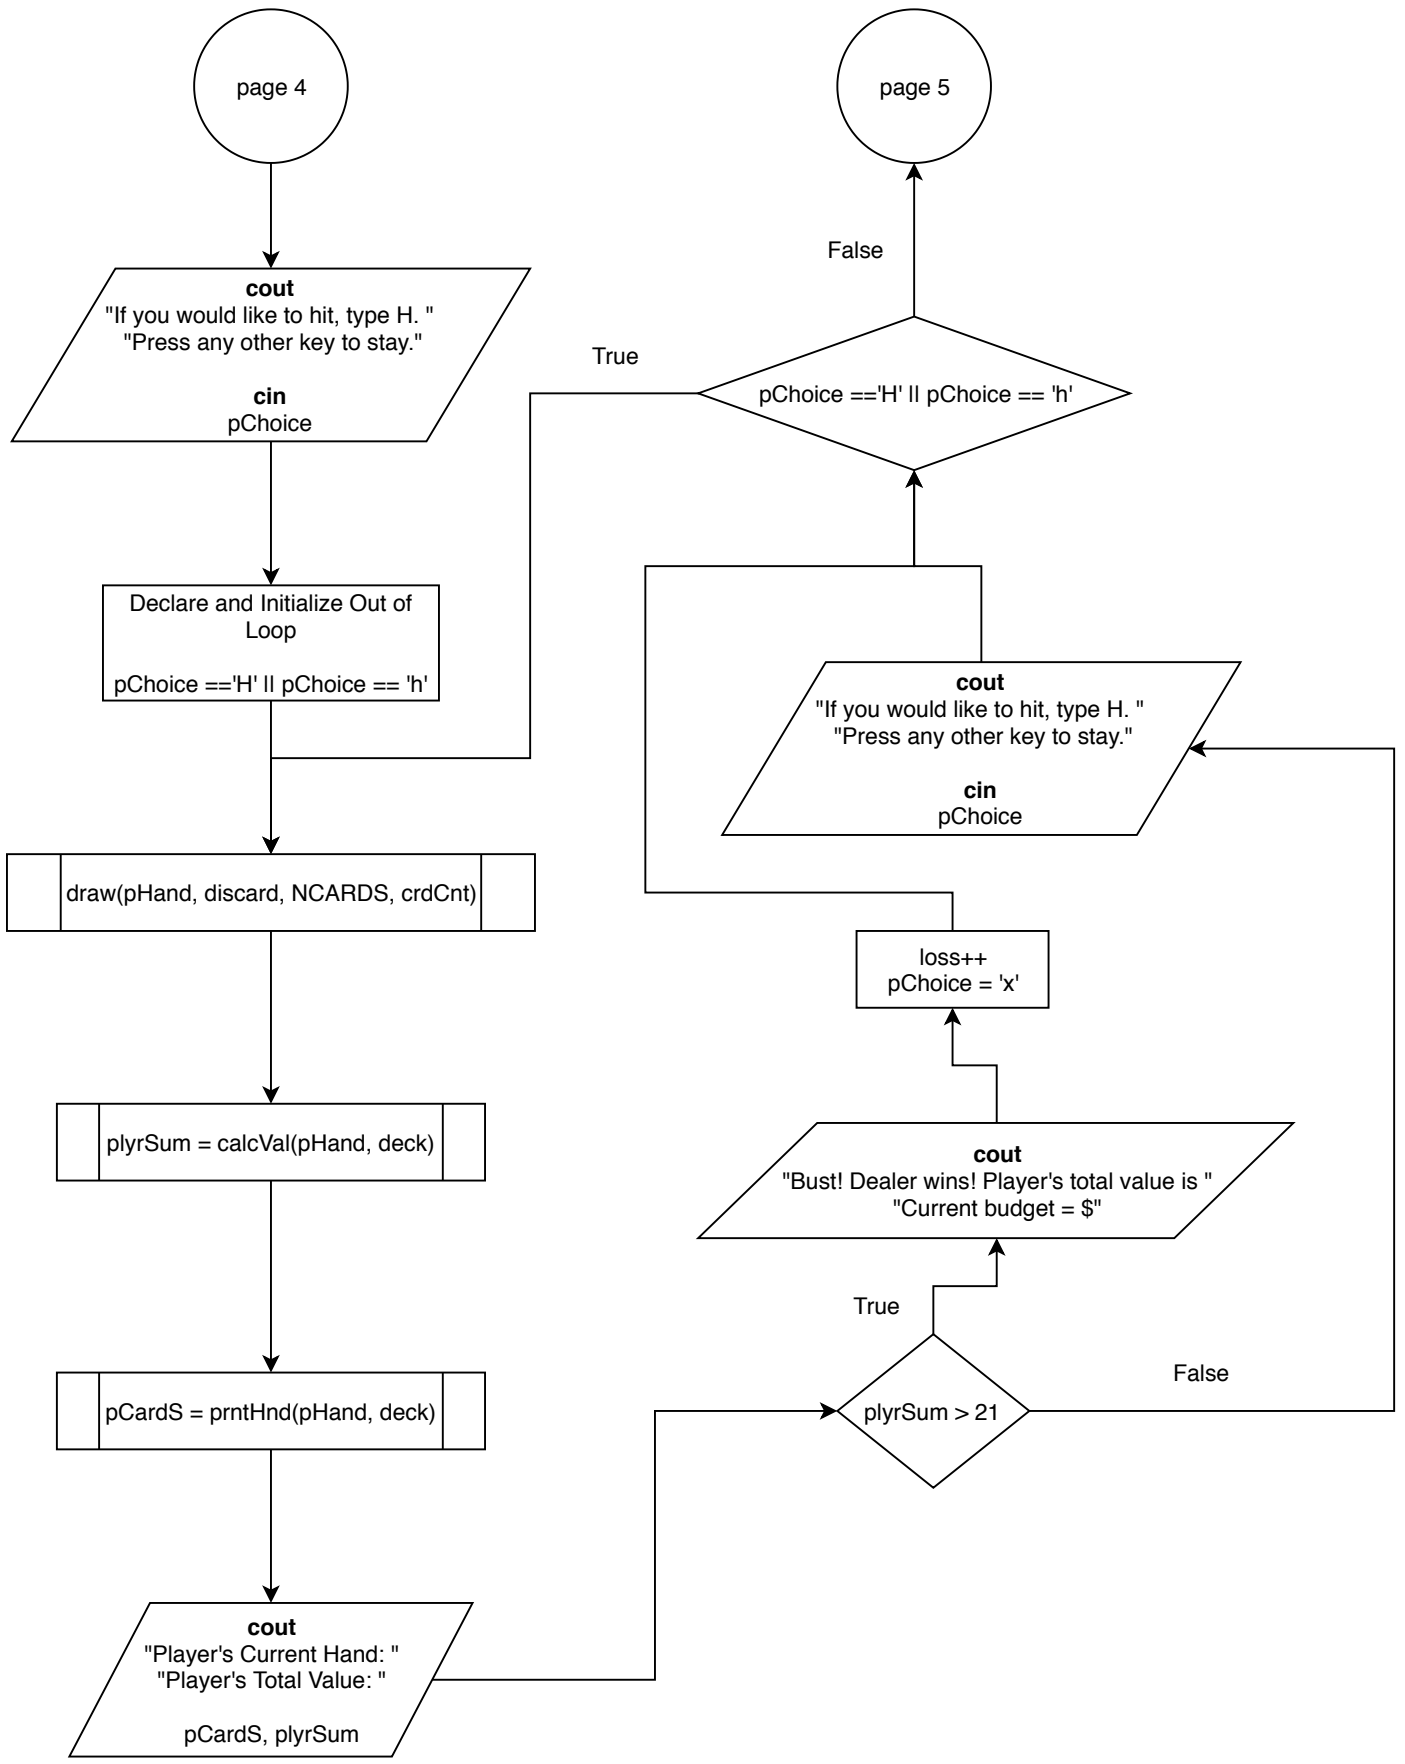 page 4
cout
"If you would like to hit, type H. "
"Press any other key to stay."
cin
pChoice
Declare and Initialize Out of
Loop
pChoice =='H' || pChoice == 'h'
draw(pHand, discard, NCARDS, crdCnt)
plyrSum = calcVal(pHand, deck)
pCardS = prntHnd(pHand, deck)
cout
"Player's Current Hand: "
"Player's Total Value: "
pCardS, plyrSum
plyrSum > 21
True
False
cout
"Bust! Dealer wins! Player's total value is "
"Current budget = $"
loss++
pChoice = 'x'
cout
"If you would like to hit, type H. "
"Press any other key to stay."
cin
pChoice
pChoice =='H' || pChoice == 'h'
True
False
page 5